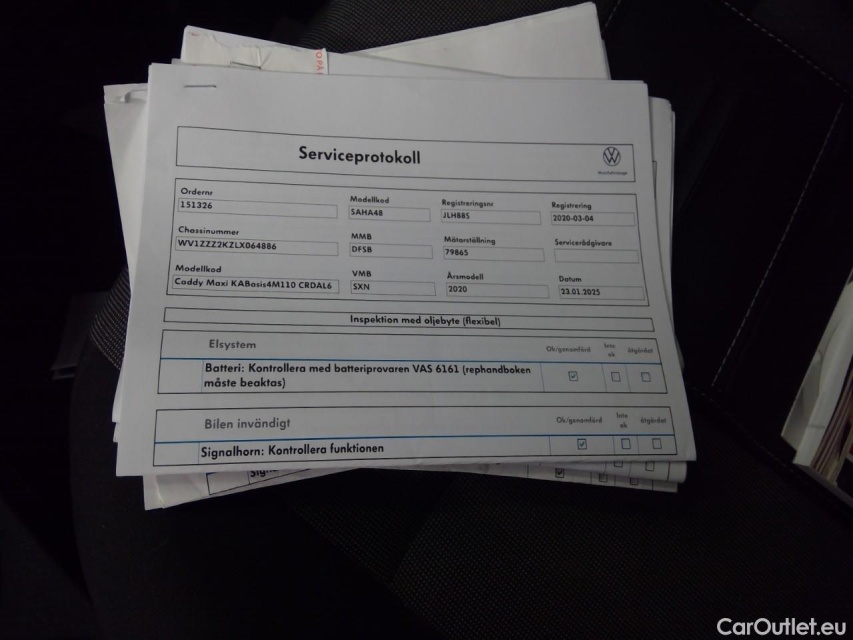 Serviceprotokoll
Ordernr
151326
Modellkod
SAHA4B
Registreringsnr
JLH88S
Registrering
2020-03-04
Chassinummer
WV1ZZZ2KZLX064886
MMB
DFSB
Mätarställning
79865
Servicerådgivare
Modellkod
Caddy Maxi KABasis4M110 CRDAL6
VMB
SXN
Årsmodell
2020
Datum
23.01.2025
Inspektion med oljebyte (flexibel)
Elsystem
Ok/genomförd
Inte ok
åtgärdat
Batteri: Kontrollera med batteriprovaren VAS 6161 (rephandboken
måste beaktas)
Bilen invändigt
Ok/genomförd
Inte ok
åtgärdat
Signalhorn: Kontrollera funktionen
CarOutlet.eu